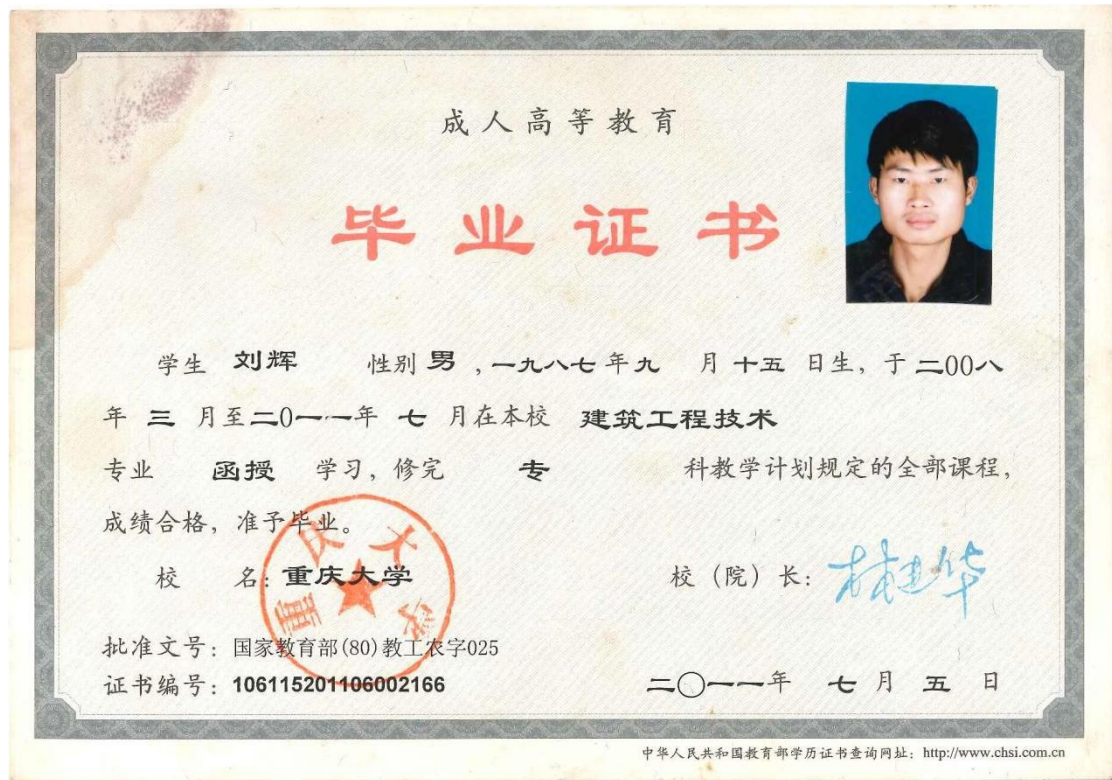 成人高等教育
毕业证书
学生 刘辉 性别 男 ,一九八七年九 月十五 日生, 于二00八
年 三 月至二0一一年 七 月在本校 建筑工程技术
专业 函授 学习, 修完 专 科教学计划规定的全部课程,
成绩合格, 准予毕业。
校 名: 重庆大学
校(院)长: 林建华
重庆大学
批准文号: 国家教育部(80)教工农字025
证书编号: 106115201106002166
二〇一一年 七 月 五 日
中华人民共和国教育部学历证书查询网址: http://www.chsi.com.cn